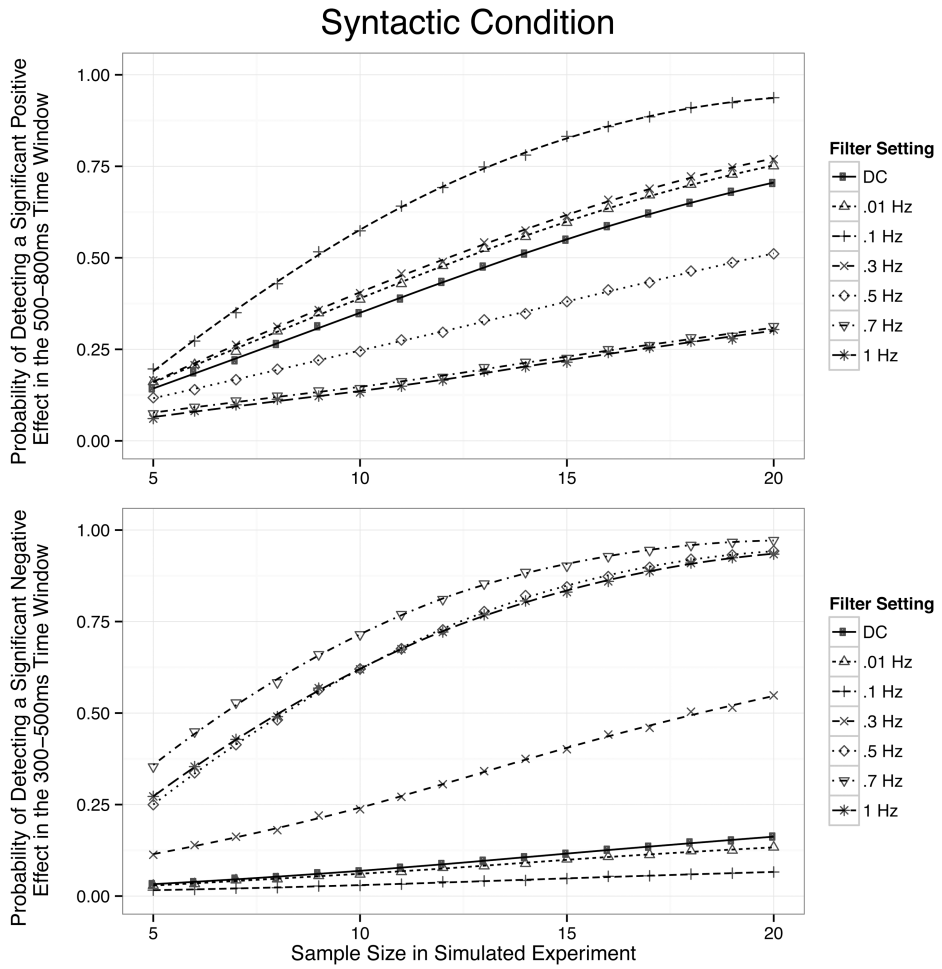 Syntactic Condition
Probability of Detecting a Significant Positive
Effect in the 500–800ms Time Window
1.00
0.75
0.50
0.25
0.00
5
10
15
20
Filter Setting
DC
.01 Hz
.1 Hz
.3 Hz
.5 Hz
.7 Hz
1 Hz
Probability of Detecting a Significant Negative
Effect in the 300–500ms Time Window
1.00
0.75
0.50
0.25
0.00
5
10
15
20
Sample Size in Simulated Experiment
Filter Setting
DC
.01 Hz
.1 Hz
.3 Hz
.5 Hz
.7 Hz
1 Hz